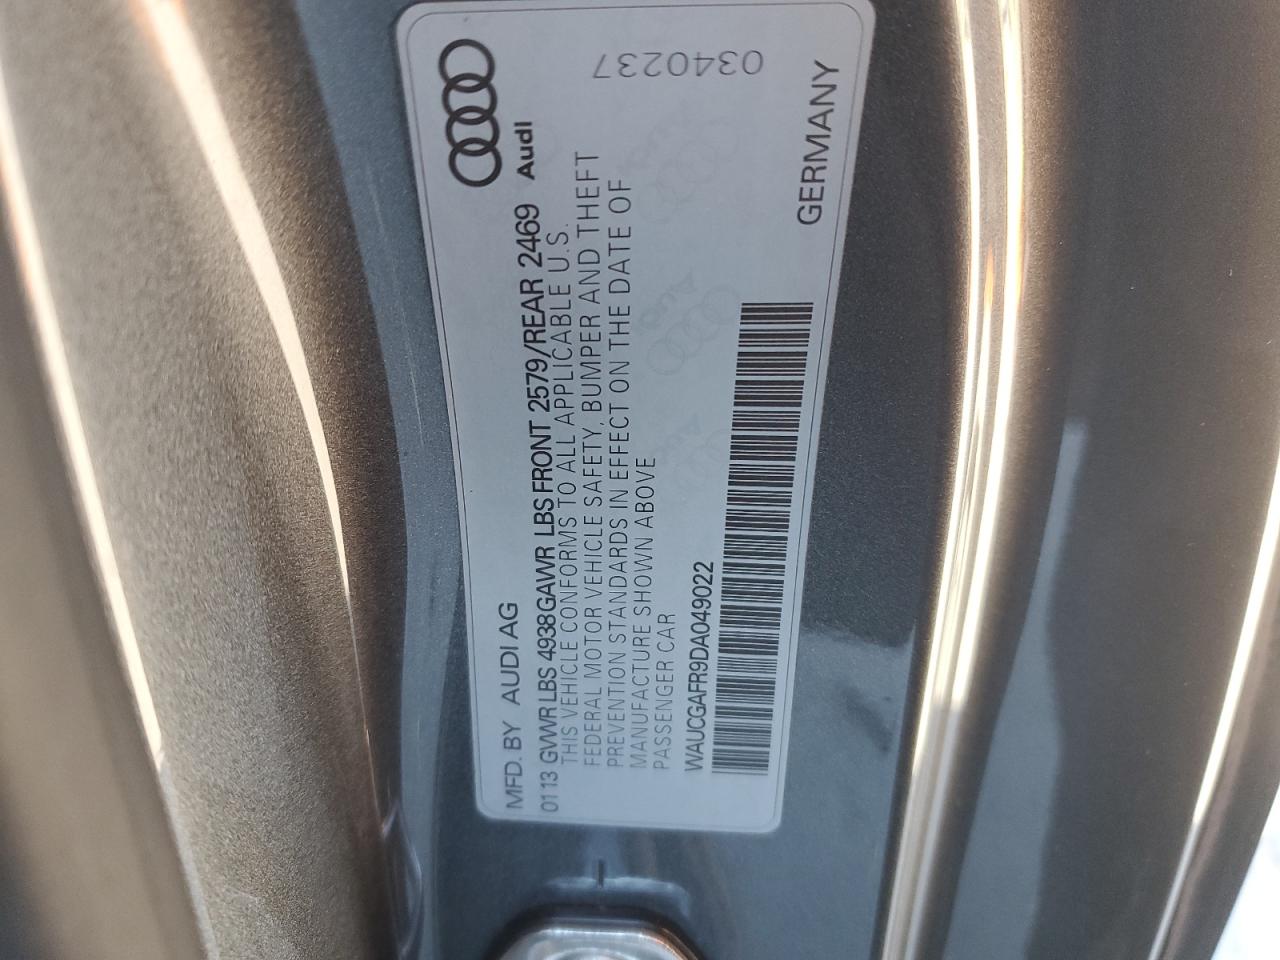 Audi
MFD. BY AUDI AG
0113 GVWR LBS 4938 GAWR LBS FRONT 2579/REAR 2469
THIS VEHICLE CONFORMS TO ALL APPLICABLE U.S.
FEDERAL MOTOR VEHICLE SAFETY, BUMPER AND THEFT
PREVENTION STANDARDS IN EFFECT ON THE DATE OF
MANUFACTURE SHOWN ABOVE
PASSENGER CAR
WAUCGAFR9DA049022
GERMANY
0340237